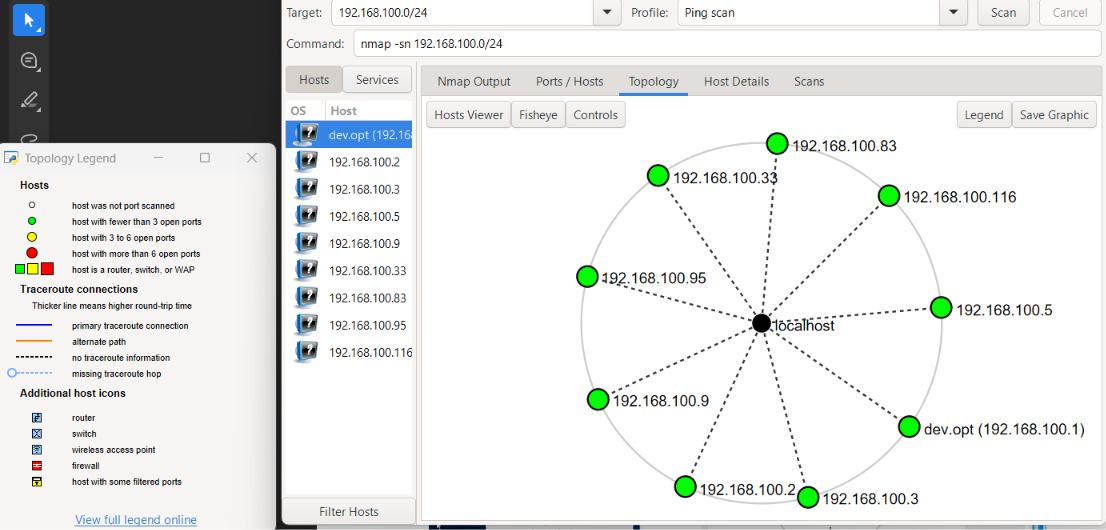 Target: 192.168.100.0/24 Profile: Ping scan Scan Cancel
Command: nmap -sn 192.168.100.0/24
Hosts Services
OS Host
dev.opt (192.168
192.168.100.2
192.168.100.3
192.168.100.5
192.168.100.9
192.168.100.33
192.168.100.83
192.168.100.95
192.168.100.116
Filter Hosts
Nmap Output Ports / Hosts Topology Host Details Scans
Hosts Viewer Fisheye Controls Legend Save Graphic
192.168.100.83
192.168.100.33
192.168.100.116
192.168.100.95
192.168.100.5
localhost
192.168.100.9
dev.opt (192.168.100.1)
192.168.100.2
192.168.100.3
Topology Legend
Hosts
host was not port scanned
host with fewer than 3 open ports
host with 3 to 6 open ports
host with more than 6 open ports
host is a router, switch, or WAP
Traceroute connections
Thicker line means higher round-trip time
primary traceroute connection
alternate path
no traceroute information
missing traceroute hop
Additional host icons
router
switch
wireless access point
firewall
host with some filtered ports
View full legend online